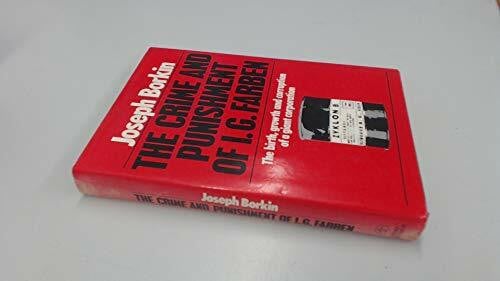 Joseph Borkin
THE CRIME AND
PUNISHMENT
OF I.G. FARBEN
The birth, growth and corruption
of a giant corporation
ZYKLON B
Joseph Borkin
THE CRIME AND PUNISHMENT OF I.G. FARBEN